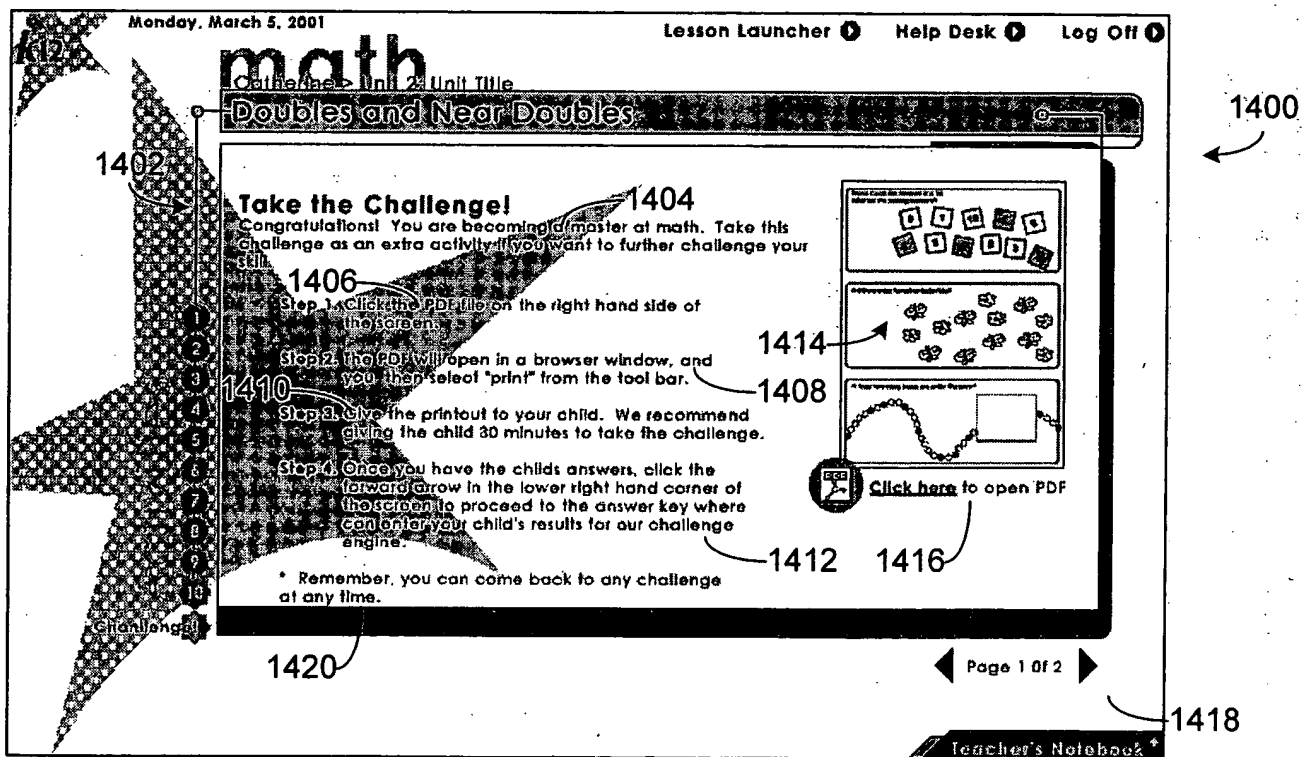 Monday, March 5, 2001
Lesson Launcher Help Desk Log Off
k12
math
Catherine > Unit 2: Unit Title
Doubles and Near Doubles
1400
1402
Take the Challenge!
1404
Congratulations! You are becoming a master at math. Take this
challenge as an extra activity if you want to further challenge your
skill
1406
Step 1. Click the PDF file on the right hand side of
the screen.
1414
Step 2. The PDF will open in a browser window, and
you then select "print" from the tool bar.
1408
1410
Step 3. Give the printout to your child. We recommend
giving the child 30 minutes to take the challenge.
Step 4. Once you have the childs answers, click the
forward arrow in the lower right hand corner of
the screen to proceed to the answer key where
can enter your child's results for our challenge
engine.
Click here to open PDF
1412
1416
* Remember, you can come back to any challenge
at any time.
1
2
3
4
5
6
7
8
9
10
Challenge!
1420
Page 1 Of 2
1418
Teacher's Notebook